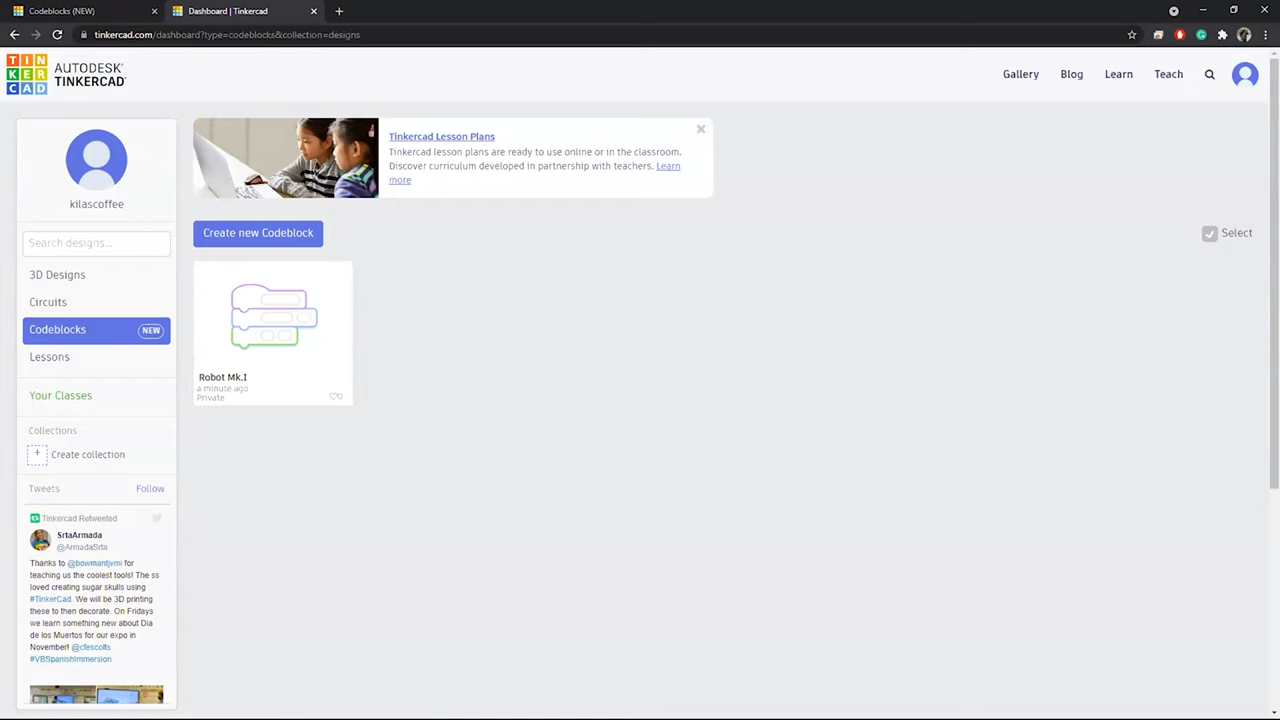 Codeblocks (NEW)
Dashboard | Tinkercad
tinkercad.com/dashboard?type=codeblocks&collection=designs
TIN
KER
CAD
AUTODESK®
TINKERCAD®
Gallery
Blog
Learn
Teach
kilascoffee
Search designs...
3D Designs
Circuits
Codeblocks
NEW
Lessons
Your Classes
Collections
+ Create collection
Tweets
Follow
Tinkercad Retweeted
SrtaArmada
@ArmadaSrta
Thanks to @bowmantjvmi for
teaching us the coolest tools! The ss
loved creating sugar skulls using
#TinkerCad. We will be 3D printing
these to then decorate. On Fridays
we learn something new about Dia
de los Muertos for our expo in
November! @cfescolts
#VBSpanishImmersion
Tinkercad Lesson Plans
Tinkercad lesson plans are ready to use online or in the classroom.
Discover curriculum developed in partnership with teachers. Learn
more
Create new Codeblock
Select
Robot Mk.I
a minute ago
Private
0